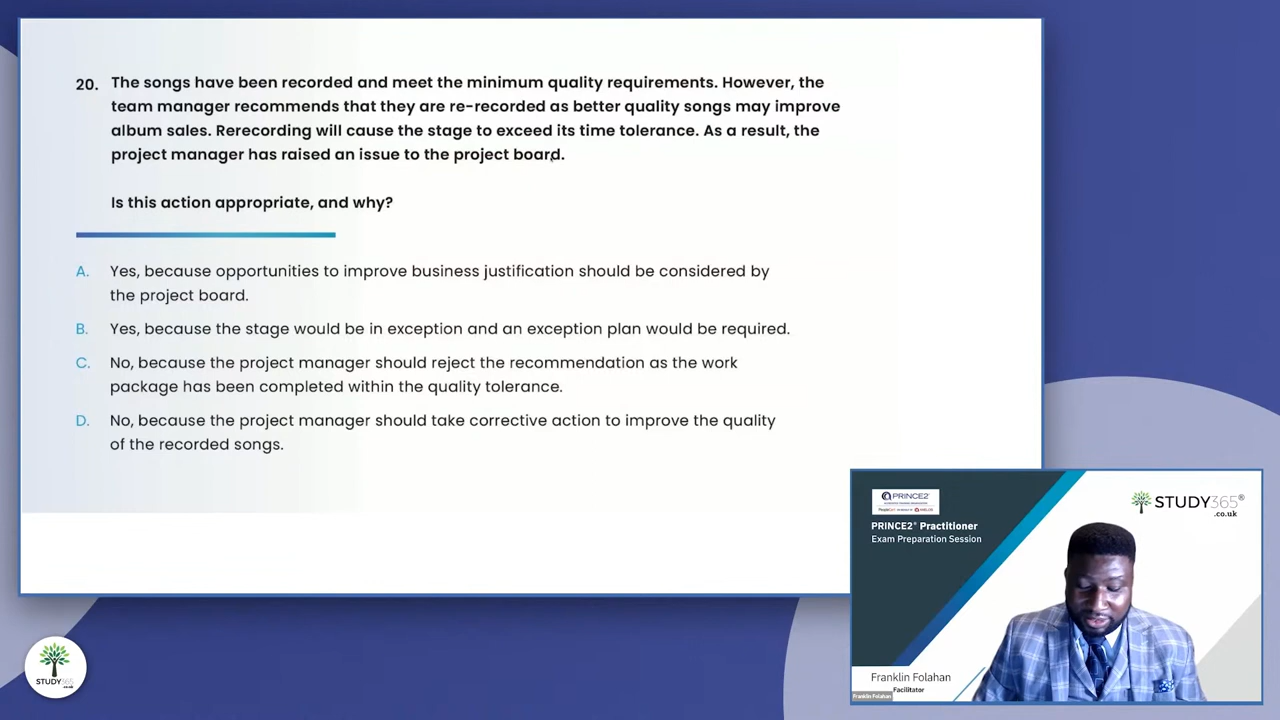 20. The songs have been recorded and meet the minimum quality requirements. However, the
team manager recommends that they are re-recorded as better quality songs may improve
album sales. Rerecording will cause the stage to exceed its time tolerance. As a result, the
project manager has raised an issue to the project board.
Is this action appropriate, and why?
A. Yes, because opportunities to improve business justification should be considered by
the project board.
B. Yes, because the stage would be in exception and an exception plan would be required.
C. No, because the project manager should reject the recommendation as the work
package has been completed within the quality tolerance.
D. No, because the project manager should take corrective action to improve the quality
of the recorded songs.
PRINCE2
STUDY365®
.co.uk
PRINCE2® Practitioner
Exam Preparation Session
Franklin Folahan
Facilitator
Franklin Folahan
STUDY365
.co.uk